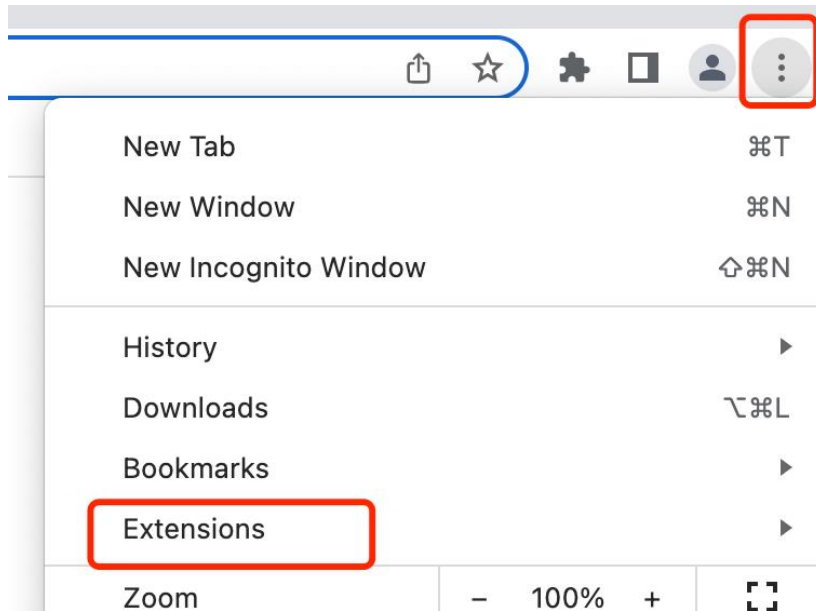 New Tab ⌘T
New Window ⌘N
New Incognito Window ⇧⌘N
History
Downloads ⌥⌘L
Bookmarks
Extensions
Zoom − 100% +